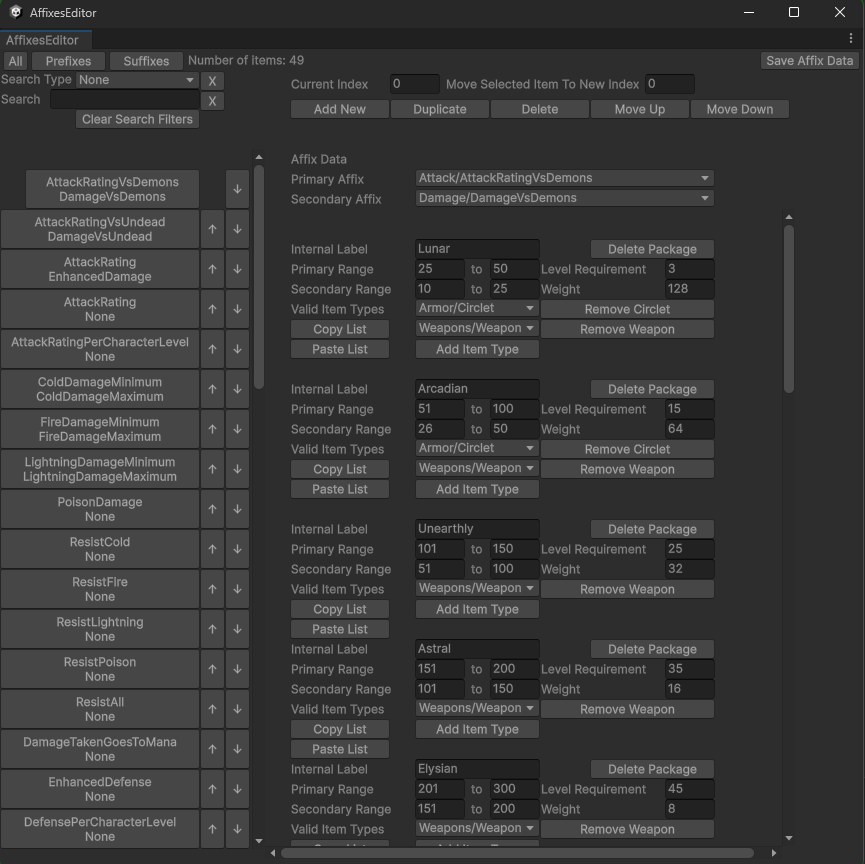 AffixesEditor
AffixesEditor
All Prefixes Suffixes Number of Items: 49 Save Affix Data
Search Type None X
Search X
Clear Search Filters
Current Index 0 Move Selected Item To New Index 0
Add New Duplicate Delete Move Up Move Down
AttackRatingVsDemons
DamageVsDemons
AttackRatingVsUndead
DamageVsUndead
AttackRating
EnhancedDamage
AttackRating
None
AttackRatingPerCharacterLevel
None
ColdDamageMinimum
ColdDamageMaximum
FireDamageMinimum
FireDamageMaximum
LightningDamageMinimum
LightningDamageMaximum
PoisonDamage
None
ResistCold
None
ResistFire
None
ResistLightning
None
ResistPoison
None
ResistAll
None
DamageTakenGoesToMana
None
EnhancedDefense
None
DefensePerCharacterLevel
None
Affix Data
Primary Affix Attack/AttackRatingVsDemons
Secondary Affix Damage/DamageVsDemons
Internal Label Lunar Delete Package
Primary Range 25 to 50 Level Requirement 3
Secondary Range 10 to 25 Weight 128
Valid Item Types Armor/Circlet Remove Circlet
Copy List Weapons/Weapon Remove Weapon
Paste List Add Item Type
Internal Label Arcadian Delete Package
Primary Range 51 to 100 Level Requirement 15
Secondary Range 26 to 50 Weight 64
Valid Item Types Armor/Circlet Remove Circlet
Copy List Weapons/Weapon Remove Weapon
Paste List Add Item Type
Internal Label Unearthly Delete Package
Primary Range 101 to 150 Level Requirement 25
Secondary Range 51 to 100 Weight 32
Valid Item Types Weapons/Weapon Remove Weapon
Copy List Add Item Type
Paste List
Internal Label Astral Delete Package
Primary Range 151 to 200 Level Requirement 35
Secondary Range 101 to 150 Weight 16
Valid Item Types Weapons/Weapon Remove Weapon
Copy List Add Item Type
Paste List
Internal Label Elysian Delete Package
Primary Range 201 to 300 Level Requirement 45
Secondary Range 151 to 200 Weight 8
Valid Item Types Weapons/Weapon Remove Weapon